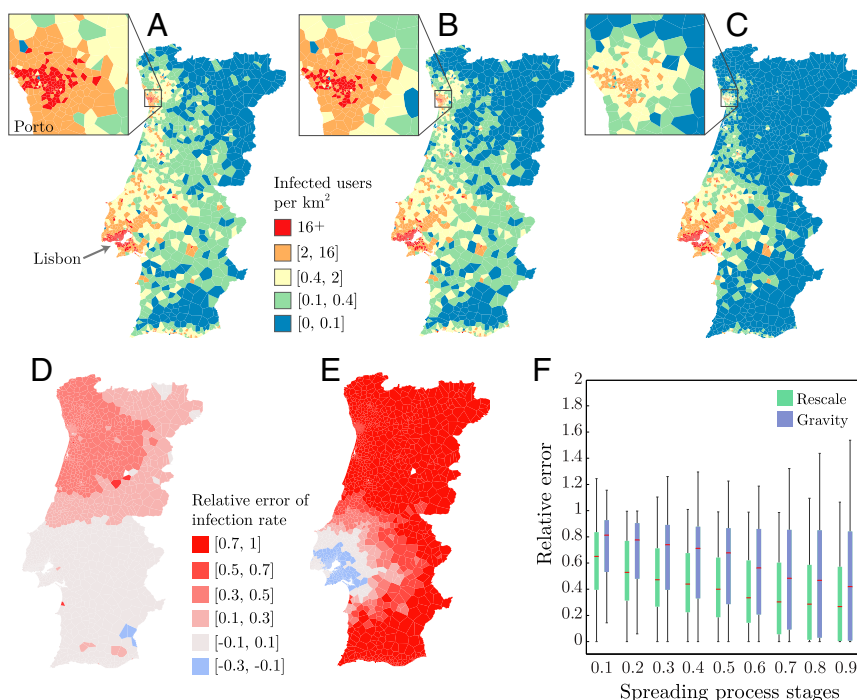 A
B
C
Porto
Infected users
per km²
16+
[2, 16]
[0.4, 2]
[0.1, 0.4]
[0, 0.1]
Lisbon
D
E
F
Relative error of
infection rate
[0.7, 1]
[0.5, 0.7]
[0.3, 0.5]
[0.1, 0.3]
[-0.1, 0.1]
[-0.3, -0.1]
Relative error
2
1.8
1.6
1.4
1.2
1
0.8
0.6
0.4
0.2
0
Rescale
Gravity
0.1 0.2 0.3 0.4 0.5 0.6 0.7 0.8 0.9
Spreading process stages